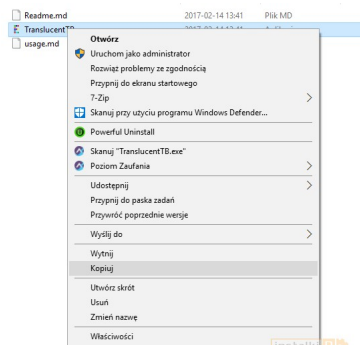 Readme.md 2017-02-14 13:41 Plik MD
TranslucentTB
usage.md
Otwórz
Uruchom jako administrator
Rozwiąż problemy ze zgodnością
Przypnij do ekranu startowego
7-Zip
Skanuj przy użyciu programu Windows Defender...
Powerful Uninstall
Skanuj "TranslucentTB.exe"
Poziom Zaufania
Udostępnij
Przypnij do paska zadań
Przywróć poprzednie wersje
Wyślij do
Wytnij
Kopiuj
Utwórz skrót
Usuń
Zmień nazwę
Właściwości